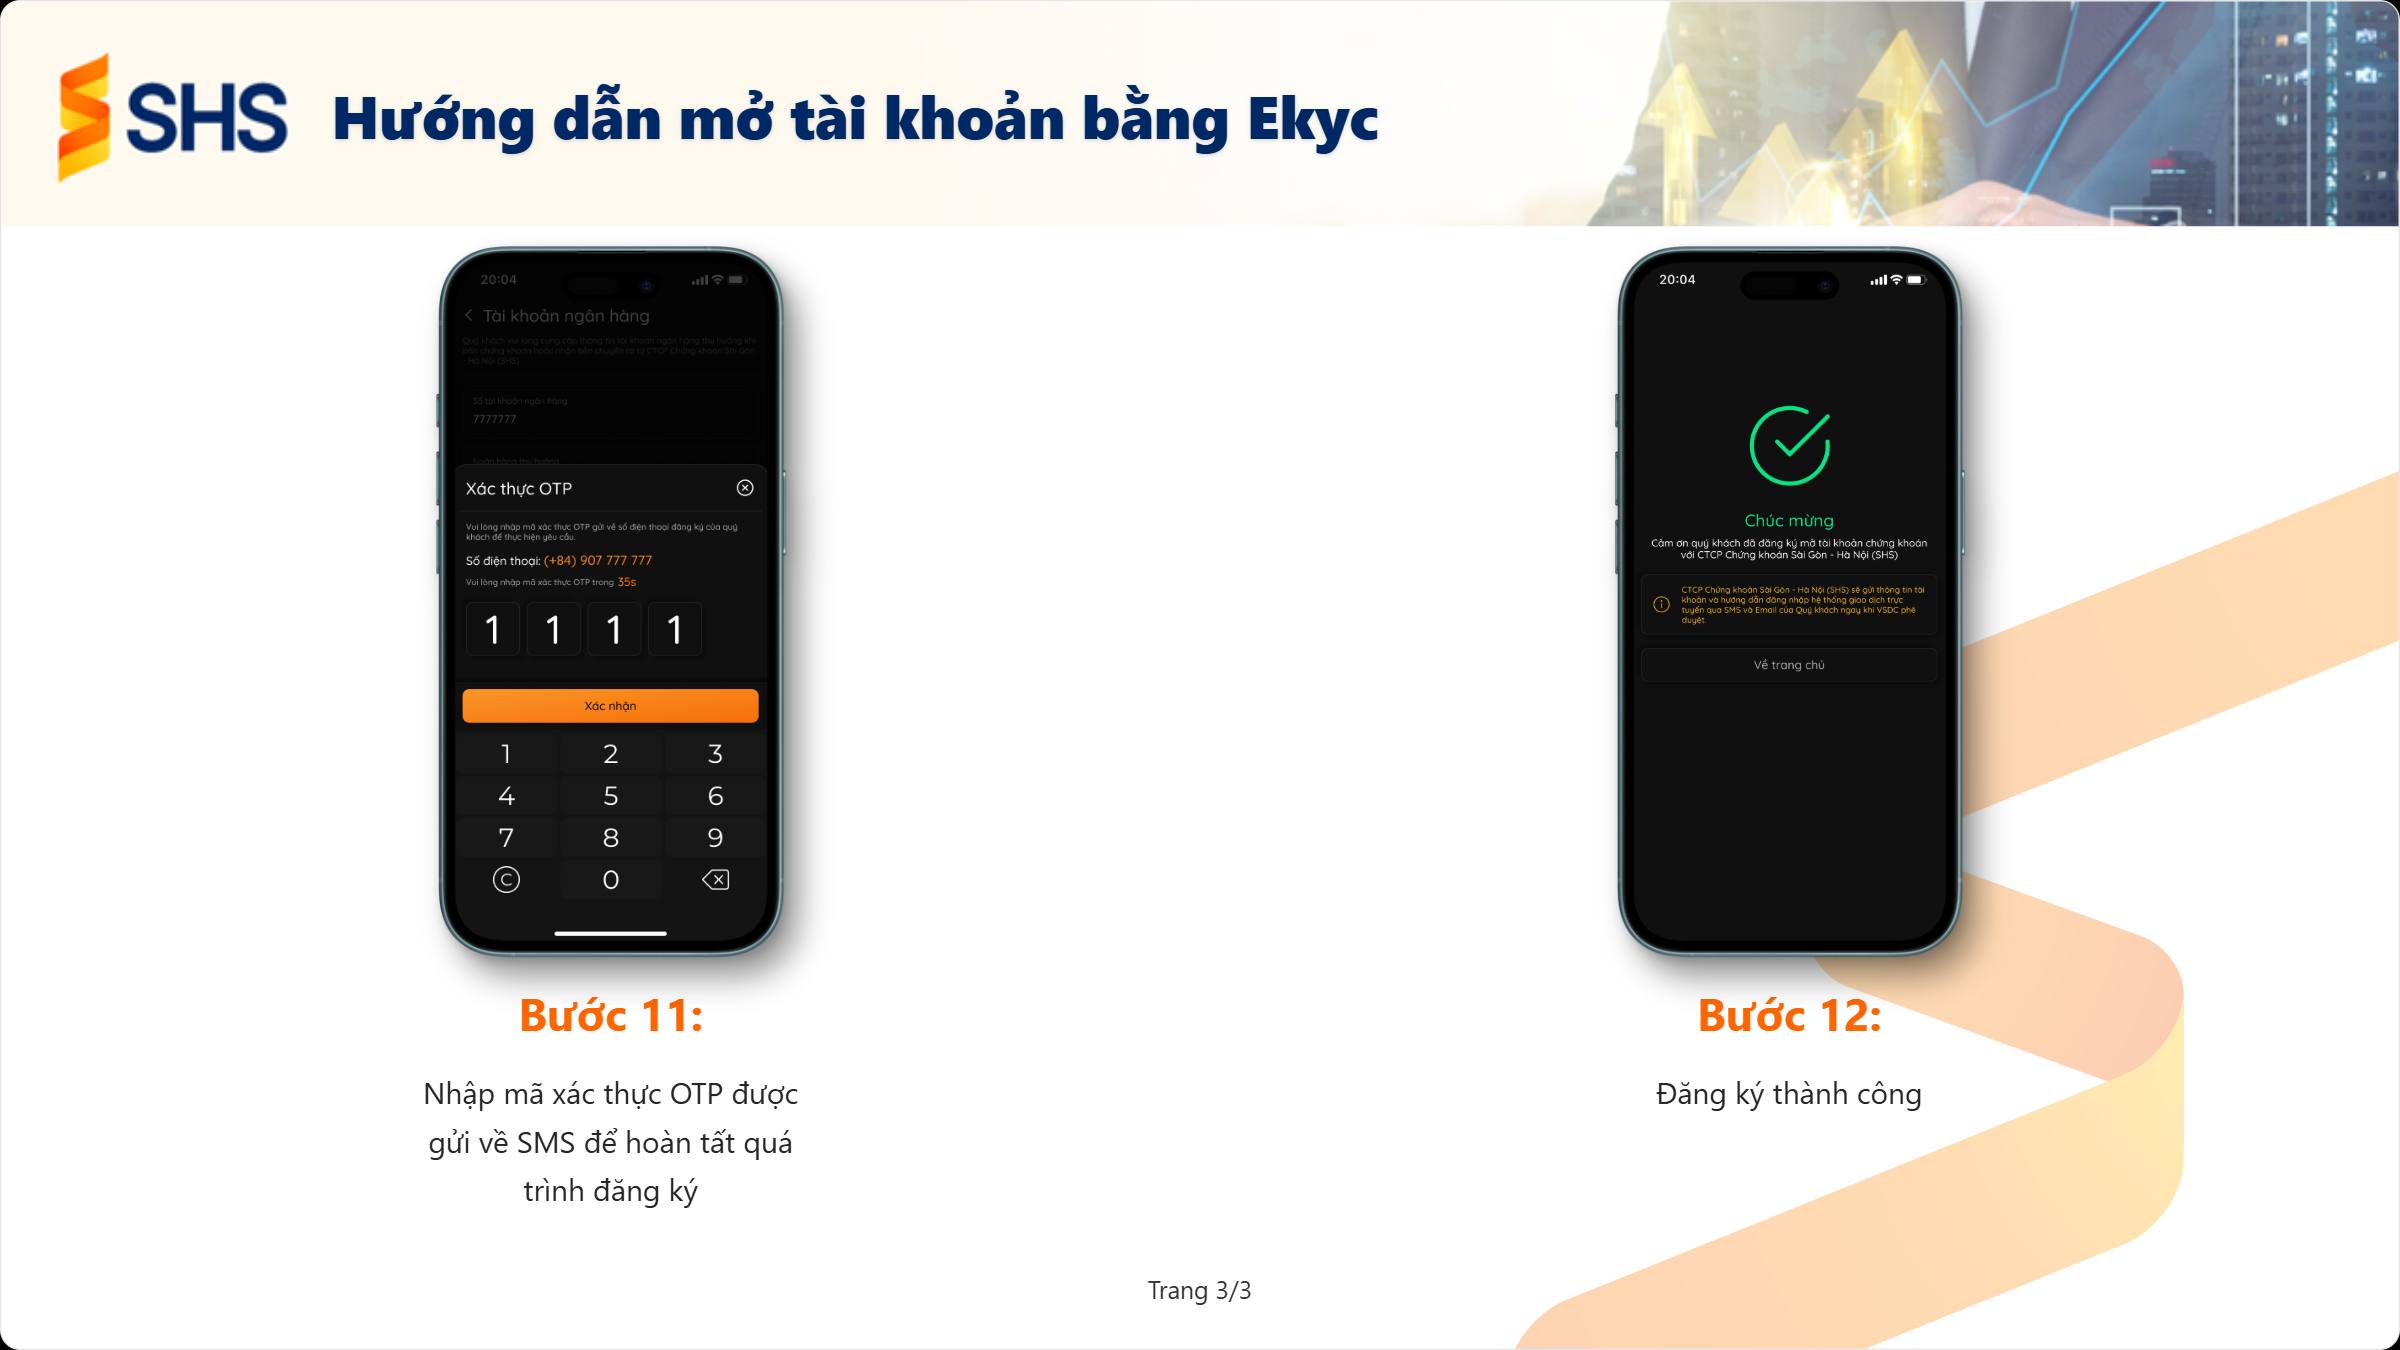 SHS
Hướng dẫn mở tài khoản bằng Ekyc
20:04
Tài khoản ngân hàng
Quý khách vui lòng cung cấp thông tin tài khoản ngân hàng thụ hưởng khi
bán chứng khoán hoặc nhận tiền chuyển ra từ CTCP Chứng khoán Sài Gòn
- Hà Nội (SHS)
Số tài khoản ngân hàng
7777777
Ngân hàng thụ hưởng
Xác thực OTP
Vui lòng nhập mã xác thực OTP gửi về số điện thoại đăng ký của quý
khách để thực hiện yêu cầu.
Số điện thoại: (+84) 907 777 777
Vui lòng nhập mã xác thực OTP trong 35s
1 1 1 1
Xác nhận
1 2 3
4 5 6
7 8 9
C 0
Bước 11:
Nhập mã xác thực OTP được
gửi về SMS để hoàn tất quá
trình đăng ký
20:04
Chúc mừng
Cảm ơn quý khách đã đăng ký mở tài khoản chứng khoán
với CTCP Chứng khoán Sài Gòn - Hà Nội (SHS)
CTCP Chứng khoán Sài Gòn - Hà Nội (SHS) sẽ gửi thông tin tài
khoản và hướng dẫn đăng nhập hệ thống giao dịch trực
tuyến qua SMS và Email của Quý khách ngay khi VSDC phê
duyệt.
Về trang chủ
Bước 12:
Đăng ký thành công
Trang 3/3